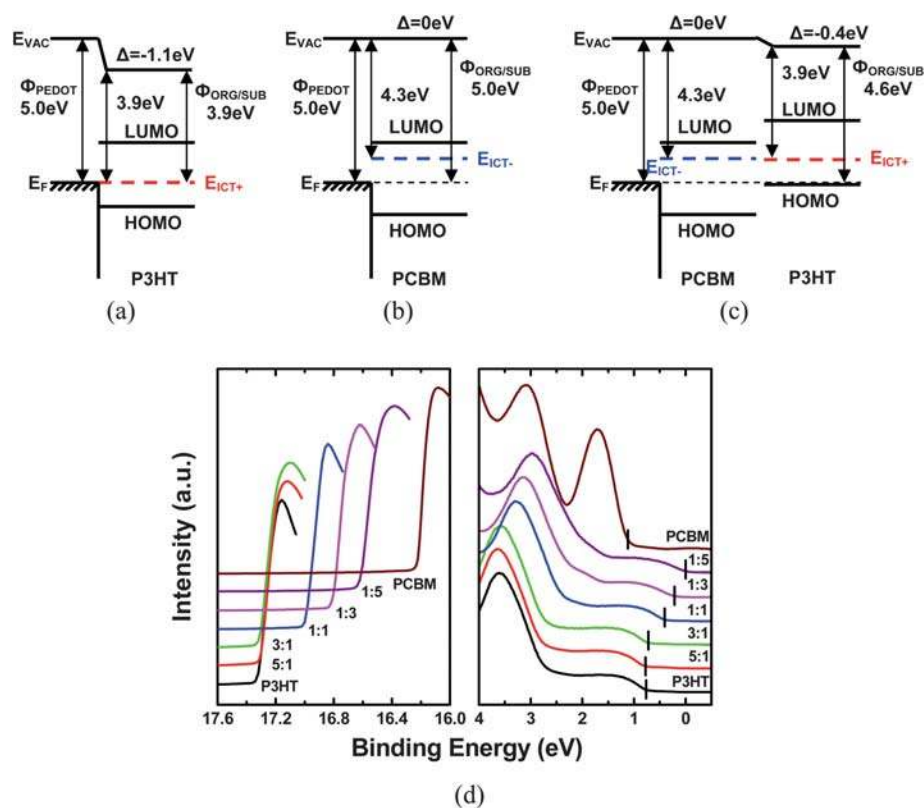 E_VAC Δ=-1.1eV
Φ_PEDOT
5.0eV
3.9eV
Φ_ORG/SUB
3.9eV
LUMO
E_F
E_ICT+
HOMO
P3HT
(a)
Δ=0eV
E_VAC
Φ_PEDOT
5.0eV
4.3eV
Φ_ORG/SUB
5.0eV
LUMO
E_ICT-
E_F
HOMO
PCBM
(b)
Δ=0eV
Δ=-0.4eV
E_VAC
Φ_PEDOT
5.0eV
4.3eV
3.9eV
Φ_ORG/SUB
4.6eV
LUMO
LUMO
E_ICT-
E_ICT+
E_F
HOMO
HOMO
PCBM P3HT
(c)
Intensity (a.u.)
PCBM
1:5
1:3
1:1
3:1
5:1
P3HT
17.6 17.2 16.8 16.4 16.0
PCBM
1:5
1:3
1:1
3:1
5:1
P3HT
4 3 2 1 0
Binding Energy (eV)
(d)